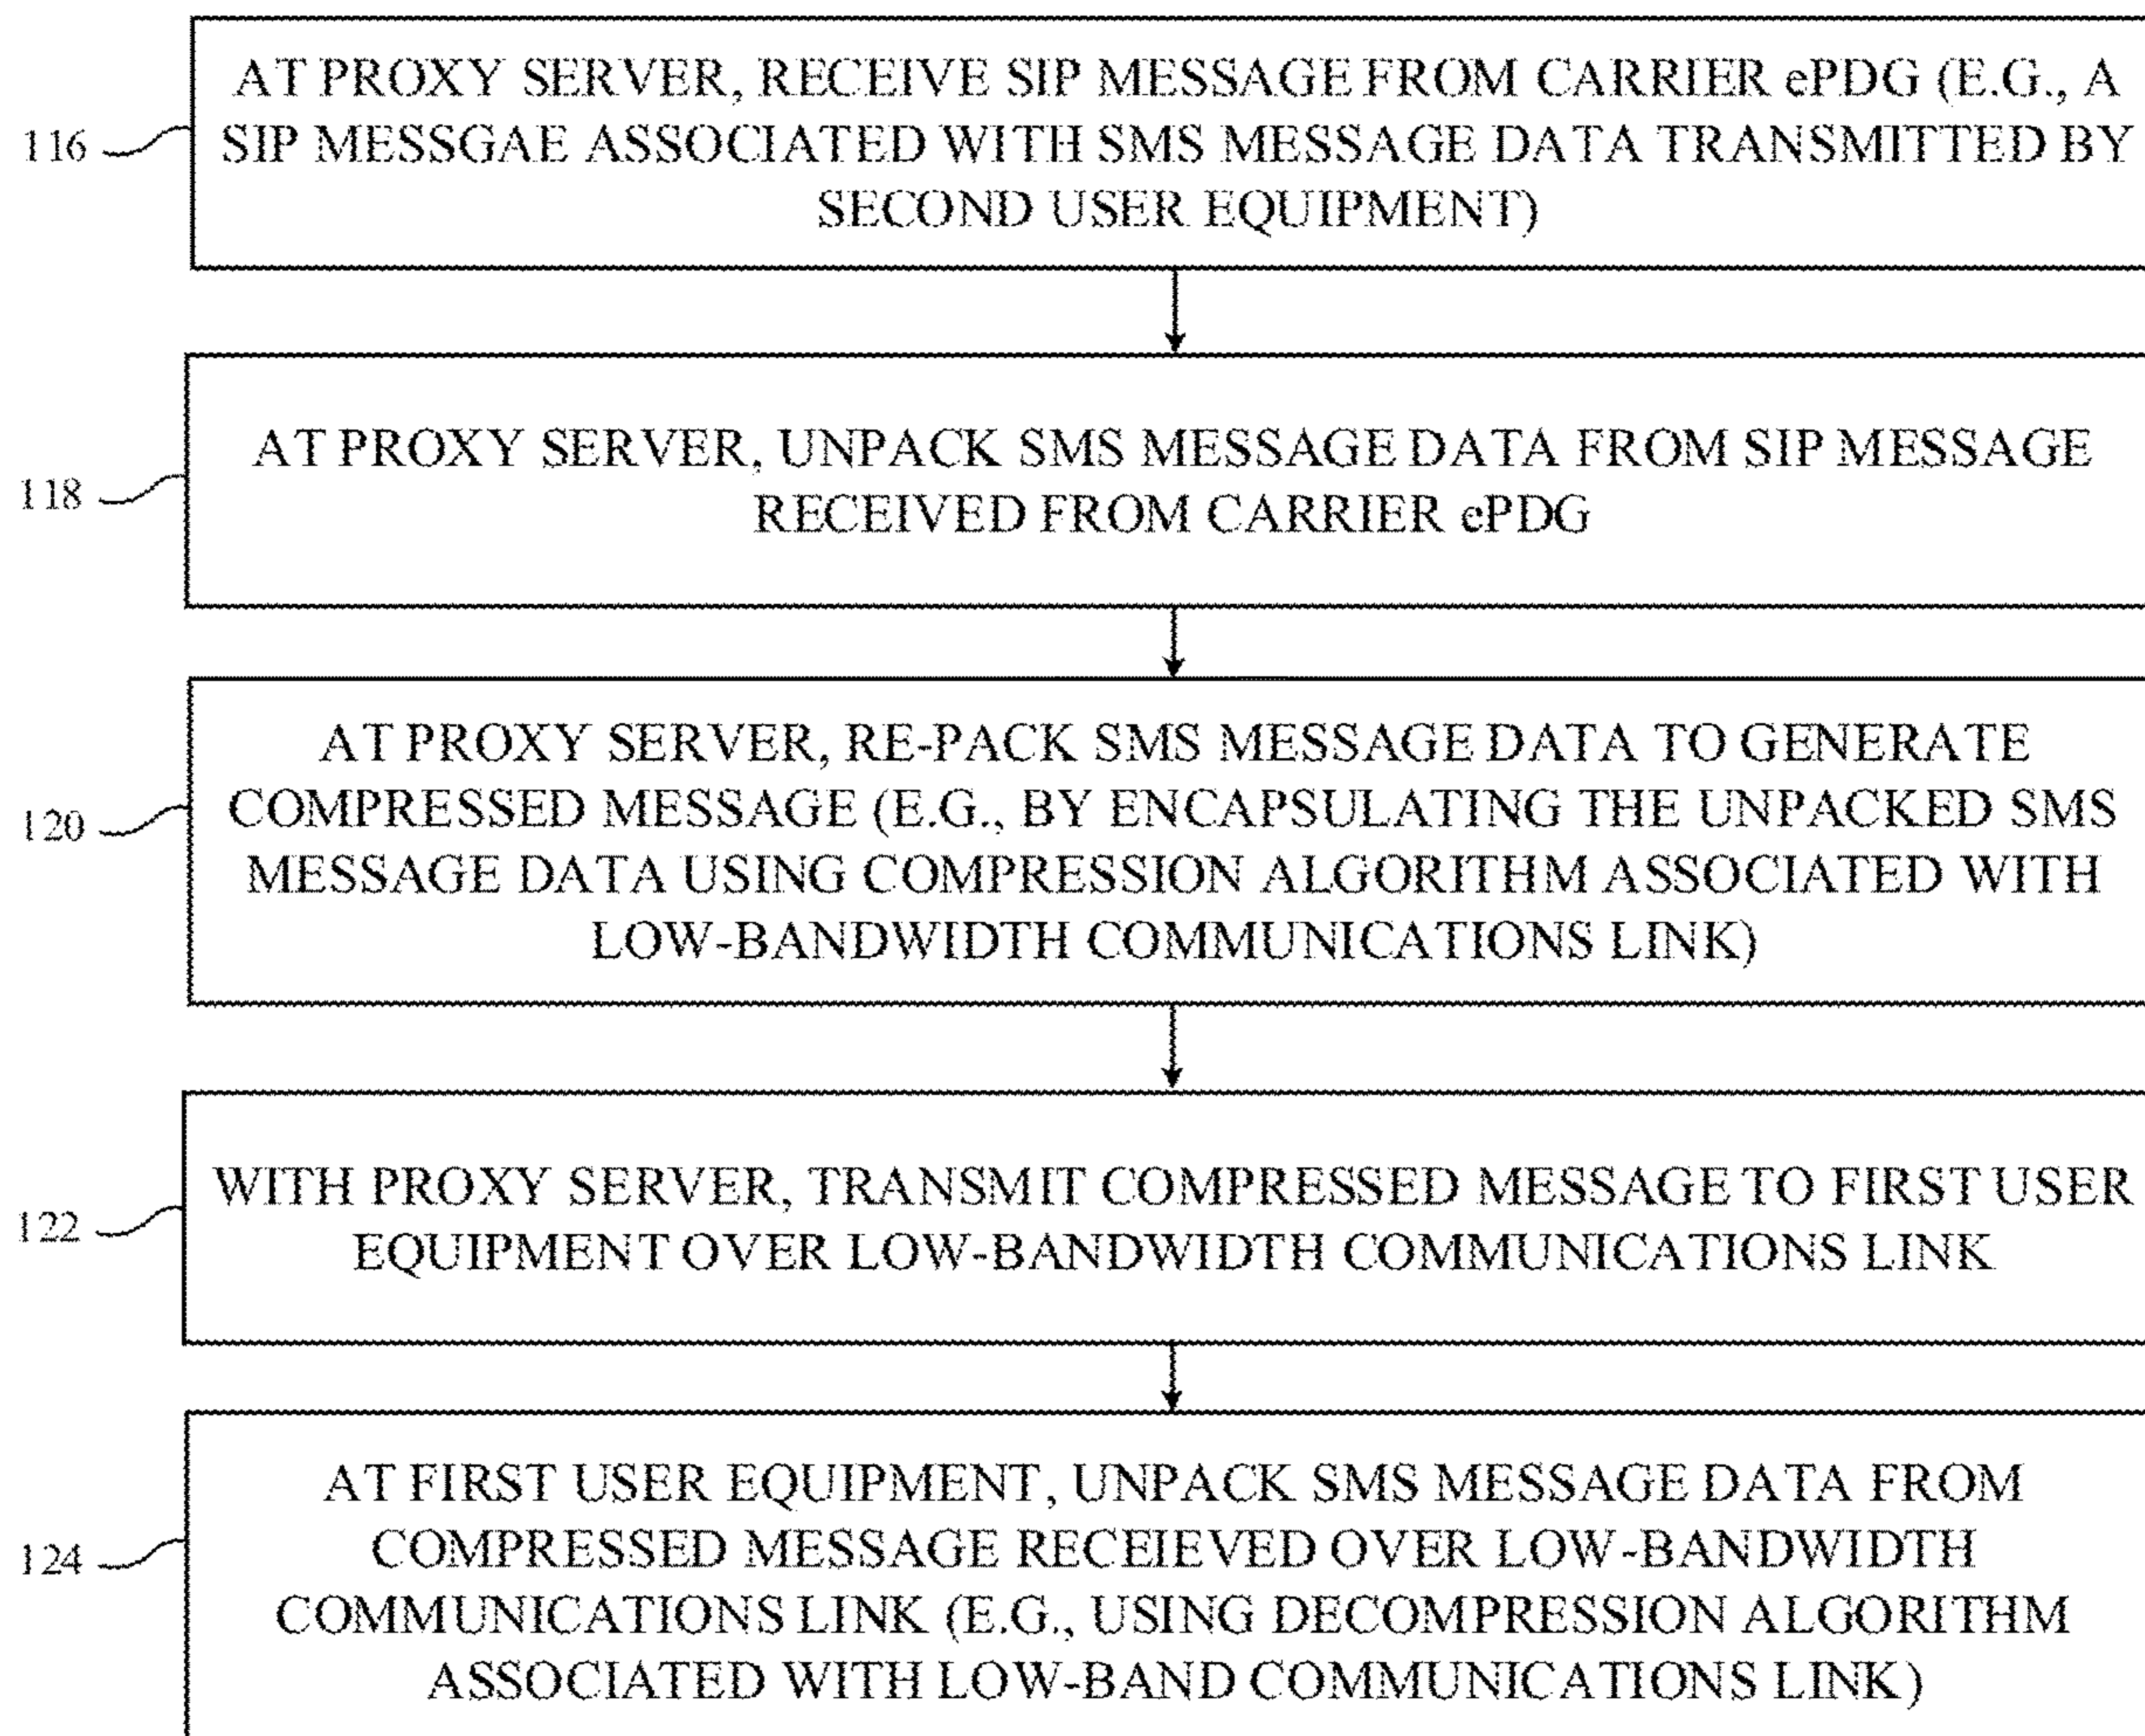 AT PROXY SERVER, RECEIVE SIP MESSAGE FROM CARRIER ePDG (E.G., A
116
SIP MESSGAE ASSOCIATED WITH SMS MESSAGE DATA TRANSMITTED BY
SECOND USER EQUIPMENT)
AT PROXY SERVER, UNPACK SMS MESSAGE DATA FROM SIP MESSAGE
118
RECEIVED FROM CARRIER ePDG
AT PROXY SERVER, RE-PACK SMS MESSAGE DATA TO GENERATE
120
COMPRESSED MESSAGE (E.G., BY ENCAPSULATING THE UNPACKED SMS
MESSAGE DATA USING COMPRESSION ALGORITHM ASSOCIATED WITH
LOW-BANDWIDTH COMMUNICATIONS LINK)
WITH PROXY SERVER, TRANSMIT COMPRESSED MESSAGE TO FIRST USER
122
EQUIPMENT OVER LOW-BANDWIDTH COMMUNICATIONS LINK
AT FIRST USER EQUIPMENT, UNPACK SMS MESSAGE DATA FROM
124
COMPRESSED MESSAGE RECEIEVED OVER LOW-BANDWIDTH
COMMUNICATIONS LINK (E.G., USING DECOMPRESSION ALGORITHM
ASSOCIATED WITH LOW-BAND COMMUNICATIONS LINK)